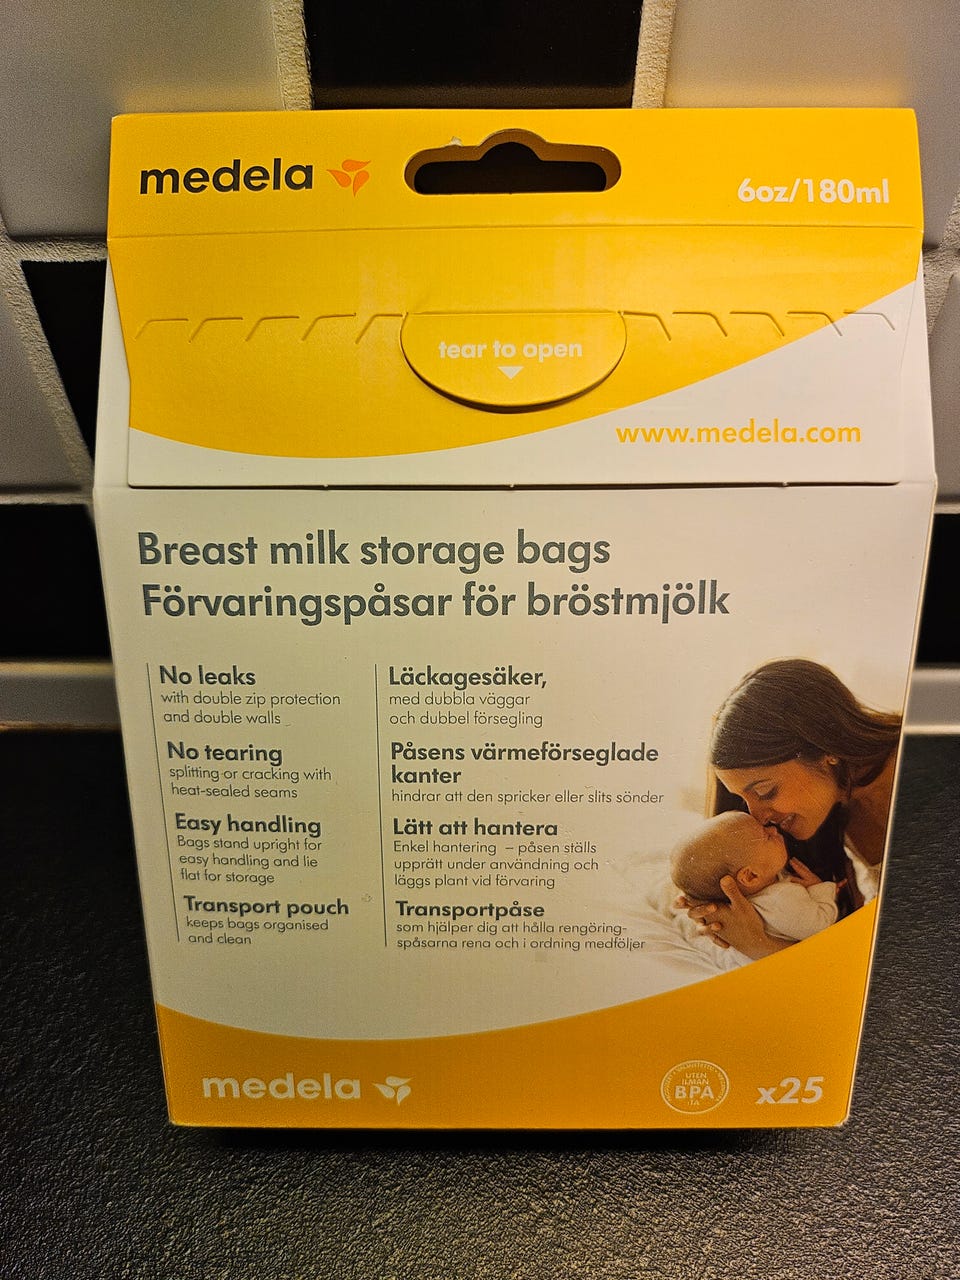 medela
6oz/180ml
tear to open
www.medela.com
Breast milk storage bags
Förvaringspåsar för bröstmjölk
No leaks
with double zip protection
and double walls
No tearing
splitting or cracking with
heat-sealed seams
Easy handling
Bags stand upright for
easy handling and lie
flat for storage
Transport pouch
keeps bags organised
and clean
Läckagesäker,
med dubbla väggar
och dubbel försegling
Påsens värmeförseglade
kanter
hindrar att den spricker eller slits sönder
Lätt att hantera
Enkel hantering – påsen ställs
upprätt under användning och
läggs plant vid förvaring
Transportpåse
som hjälper dig att hålla rengöring-
spåsarna rena och i ordning medföljer
medela
UTEN
ILMAN
BPA
:TA
x25